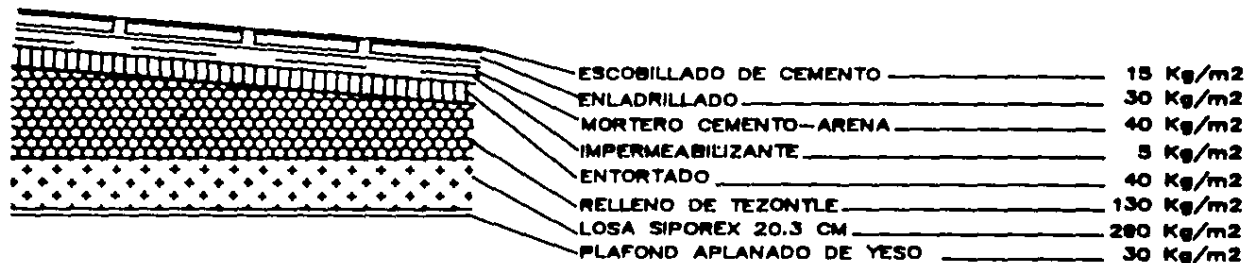 ESCOBILLADO DE CEMENTO 15 Kg/m2
ENLADRILLADO 30 Kg/m2
MORTERO CEMENTO-ARENA 40 Kg/m2
IMPERMEABILIZANTE 5 Kg/m2
ENTORTADO 40 Kg/m2
RELLENO DE TEZONTLE 130 Kg/m2
LOSA SIPOREX 20.3 CM Kg/m2
PLAFOND APLANADO DE YESO 30 Kg/m2